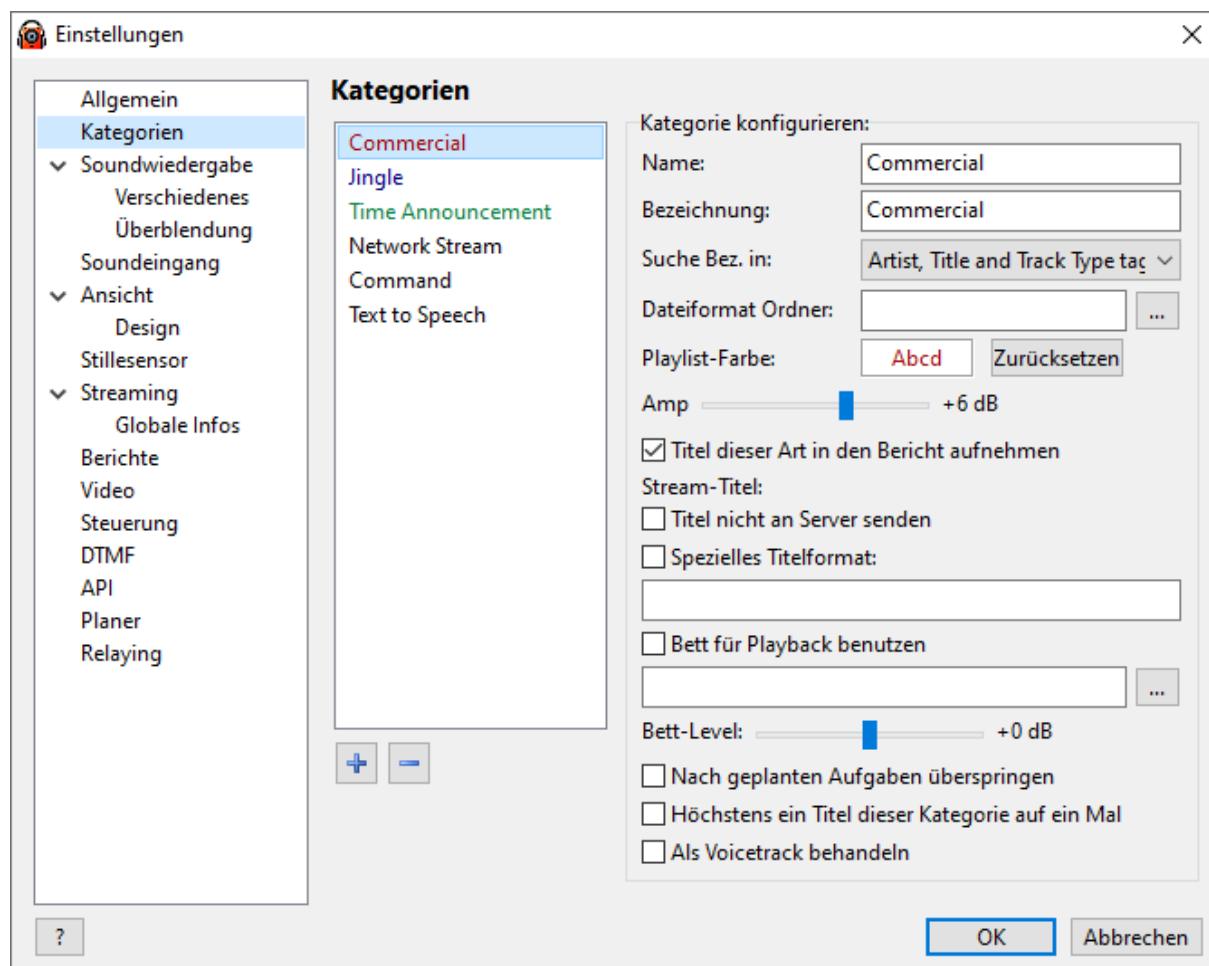 Einstellungen
Allgemein
Kategorien
Soundwiedergabe
Verschiedenes
Überblendung
Soundeingang
Ansicht
Design
Stillesensor
Streaming
Globale Infos
Berichte
Video
Steuerung
DTMF
API
Planer
Relaying
Kategorien
Commercial
Jingle
Time Announcement
Network Stream
Command
Text to Speech
Kategorie konfigurieren:
Name: Commercial
Bezeichnung: Commercial
Suche Bez. in: Artist, Title and Track Type tag
Dateiformat Ordner: ...
Playlist-Farbe: Abcd Zurücksetzen
Amp +6 dB
Titel dieser Art in den Bericht aufnehmen
Stream-Titel:
Titel nicht an Server senden
Spezielles Titelformat:
Bett für Playback benutzen
...
Bett-Level: +0 dB
Nach geplanten Aufgaben überspringen
Höchstens ein Titel dieser Kategorie auf ein Mal
Als Voicetrack behandeln
? OK Abbrechen